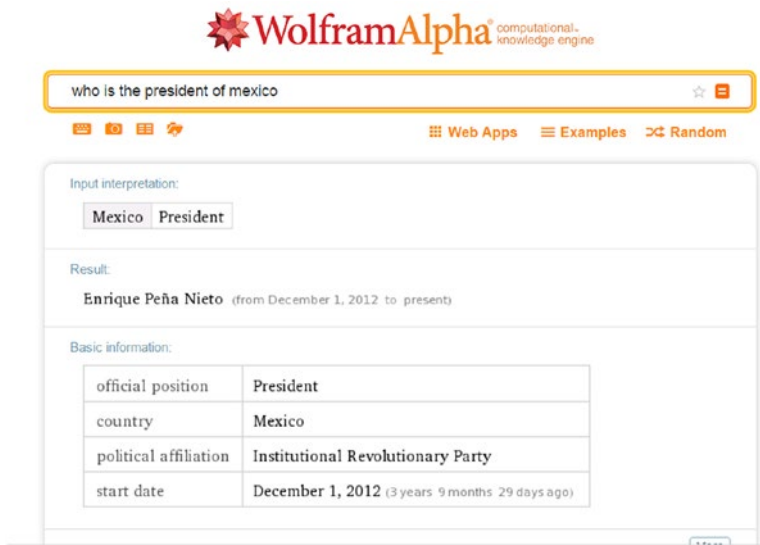 WolframAlpha computational knowledge engine
who is the president of mexico
Web Apps Examples Random
Input interpretation:
Mexico President
Result:
Enrique Peña Nieto (from December 1, 2012 to present)
Basic information:
official position President
country Mexico
political affiliation Institutional Revolutionary Party
start date December 1, 2012 (3 years 9 months 29 days ago)